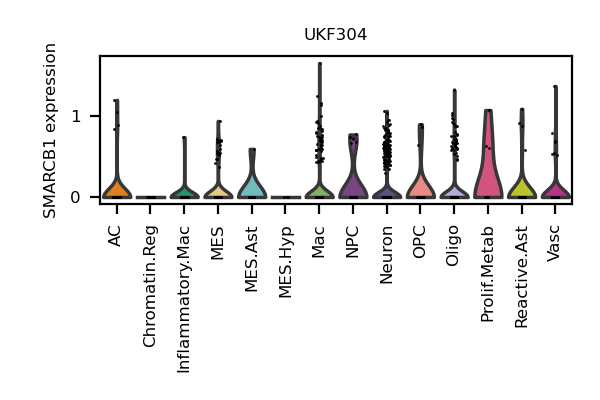 UKF304
SMARCB1 expression
1
0
AC
Chromatin.Reg
Inflammatory.Mac
MES
MES.Ast
MES.Hyp
Mac
NPC
Neuron
OPC
Oligo
Prolif.Metab
Reactive.Ast
Vasc